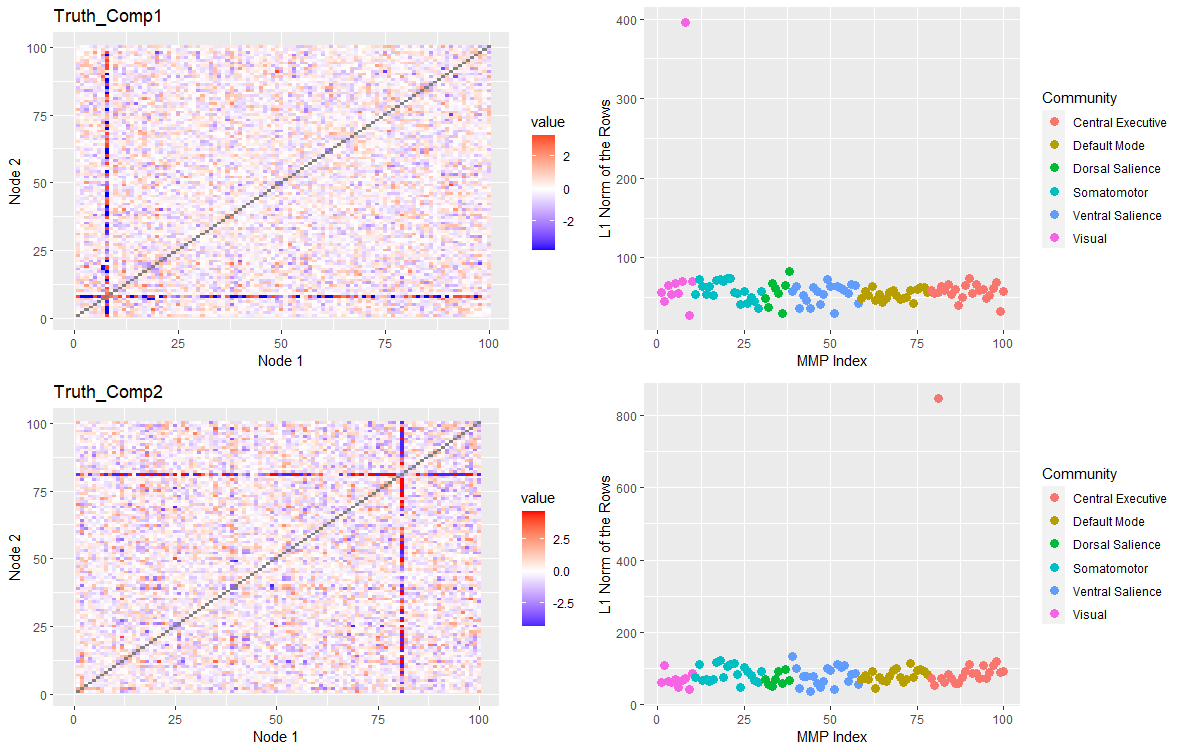 Truth_Comp1
100
75
50
25
0
Node 2
0
25
50
75
100
Node 1
value
2
0
-2
400
300
200
100
L1 Norm of the Rows
0
25
50
75
100
MMP Index
Community
Central Executive
Default Mode
Dorsal Salience
Somatomotor
Ventral Salience
Visual
Truth_Comp2
100
75
50
25
0
Node 2
0
25
50
75
100
Node 1
value
2.5
0.0
-2.5
800
600
400
200
0
L1 Norm of the Rows
0
25
50
75
100
MMP Index
Community
Central Executive
Default Mode
Dorsal Salience
Somatomotor
Ventral Salience
Visual